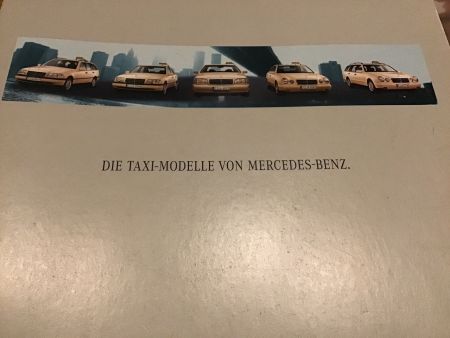 DIE TAXI-MODELLE VON MERCEDES-BENZ.